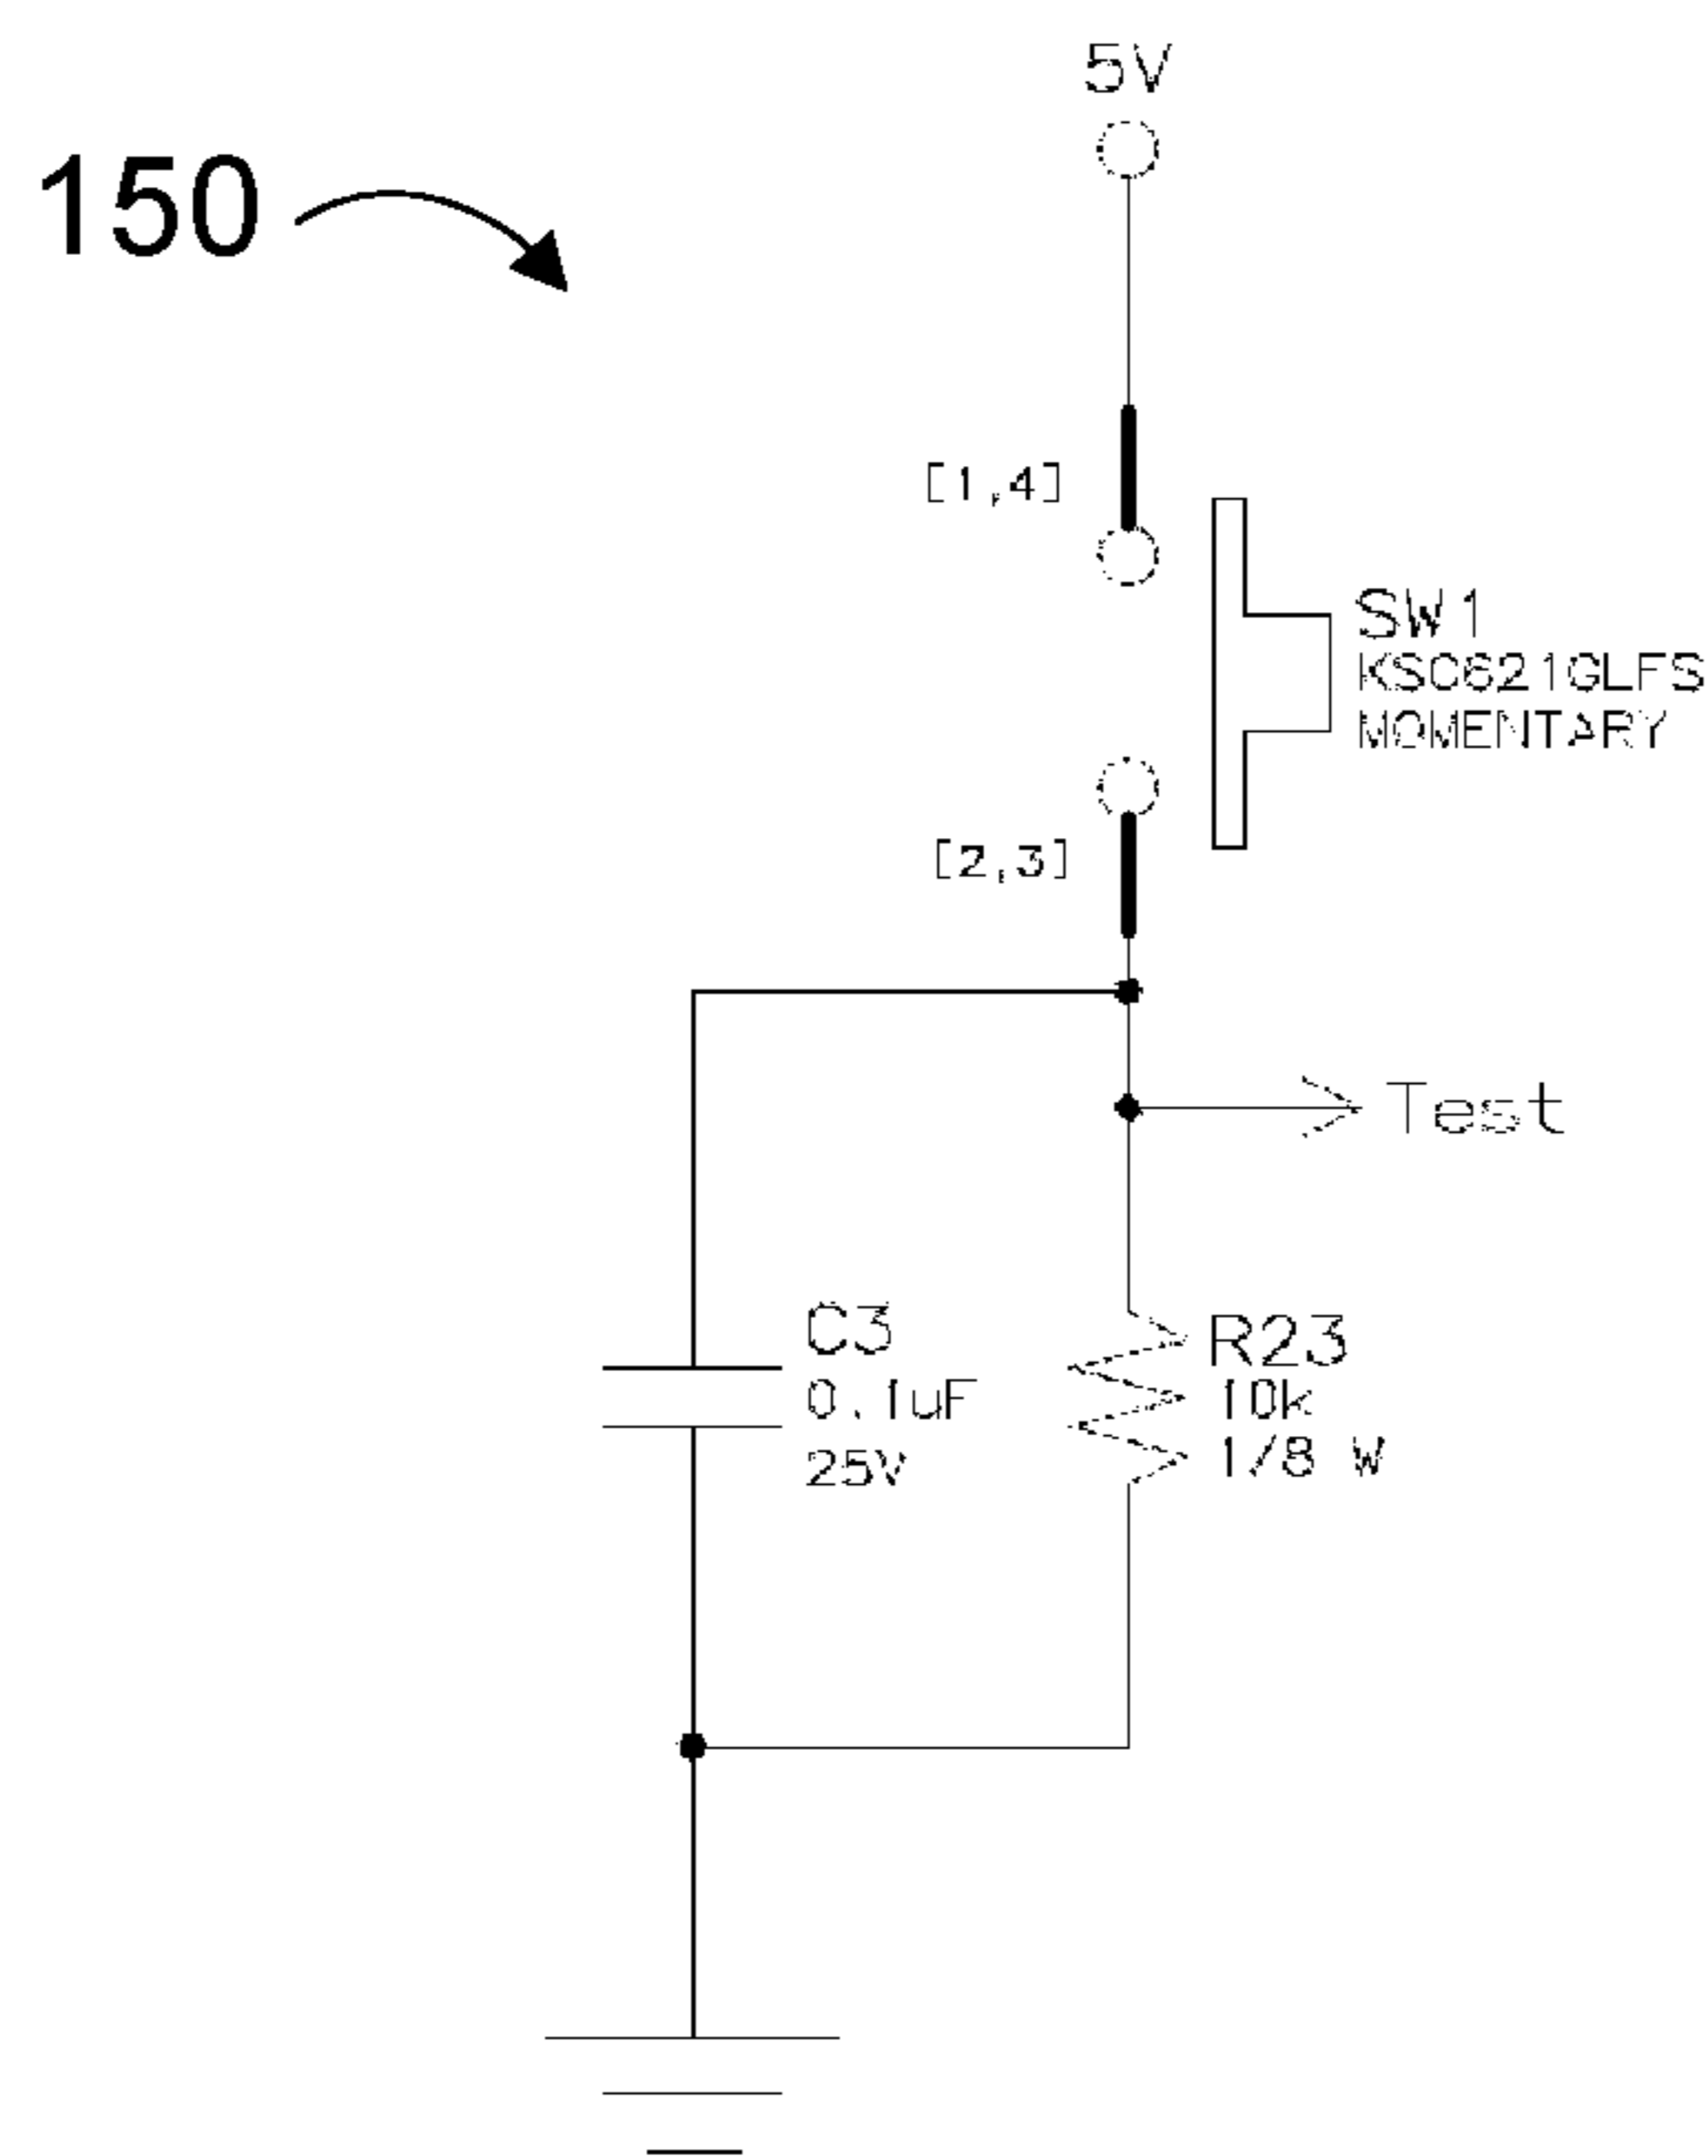 5V
150
[1,4]
SW1
KSC621GLFS
MOMENTARY
[2,3]
Test
C3
0.1uF
25V
R23
10k
1/8 W